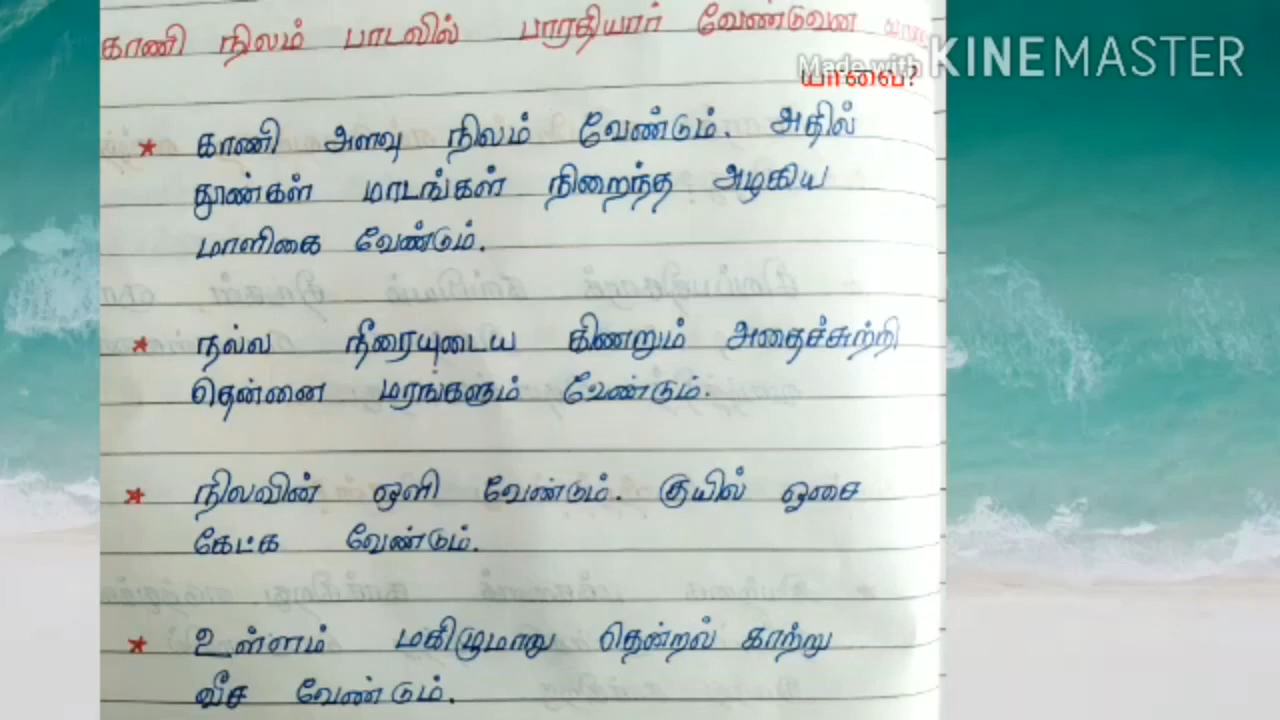 காணி நிலம் பாடலில் பாரதியார் வேண்டுவன
Made with KINEMASTER
யாவை?
* காணி அளவு நிலம் வேண்டும். அதில்
தூண்கள் மாடங்கள் நிறைந்த அழகிய
மாளிகை வேண்டும்.
* நல்ல நீரையுடைய கிணறும் அதைச்சுற்றி
தென்னை மரங்களும் வேண்டும்.
* நிலவின் ஒளி வேண்டும். குயில் ஓசை
கேட்க வேண்டும்.
* உள்ளம் மகிழுமாறு தென்றல் காற்று
வீச வேண்டும்.